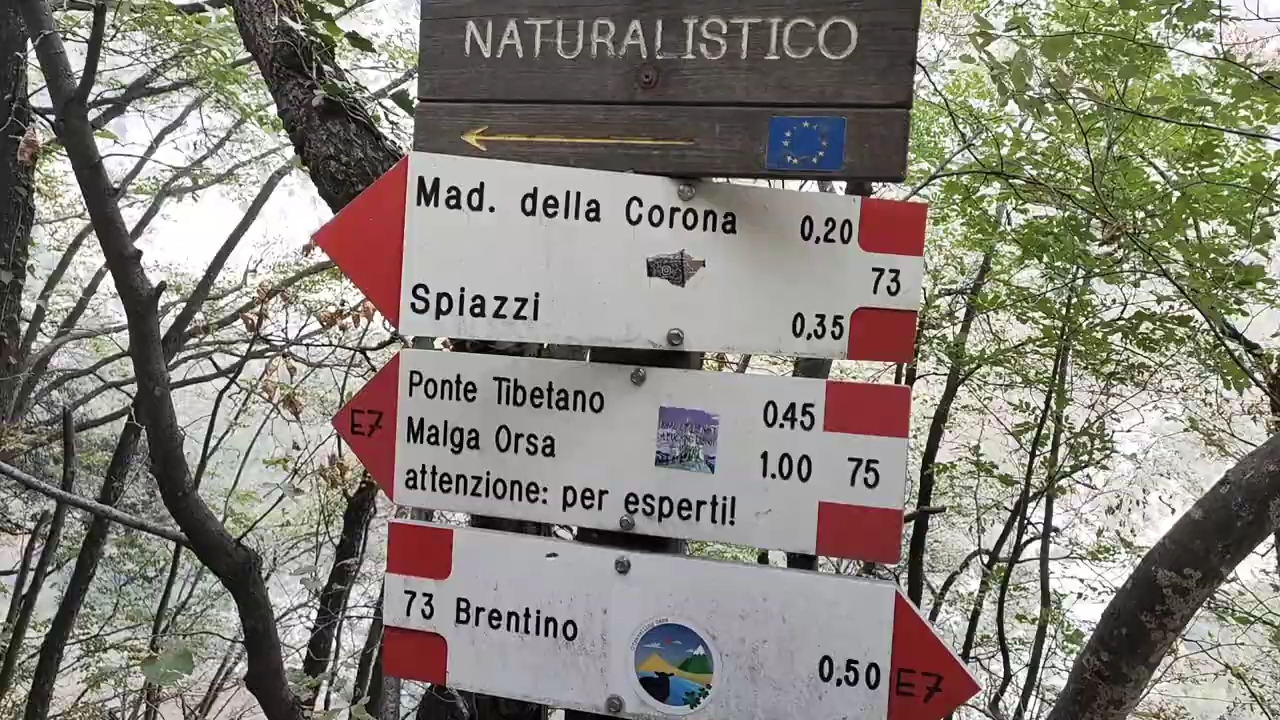 NATURALISTICO
Mad. della Corona 0,20
73
Spiazzi 0,35
E7
Ponte Tibetano 0.45
Malga Orsa 1.00 75
attenzione: per esperti!
73 Brentino 0,50 E7